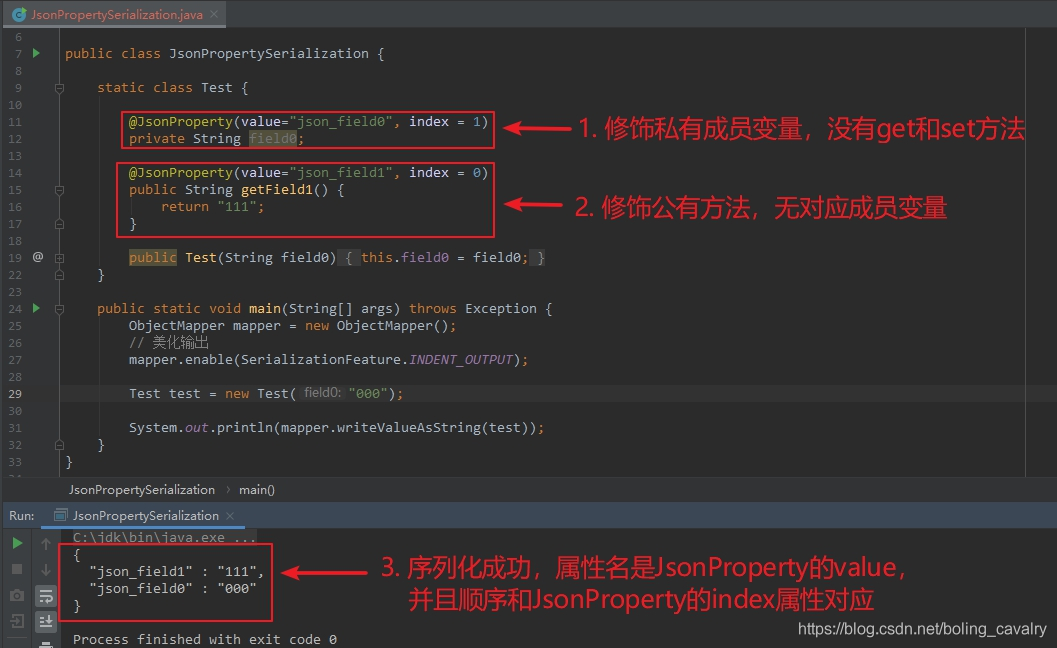 JsonPropertySerialization.java
6
7 public class JsonPropertySerialization {
8
9 static class Test {
10
11 @JsonProperty(value="json_field0", index = 1)
12 private String field0;
13
14 @JsonProperty(value="json_field1", index = 0)
15 public String getField1() {
16 return "111";
17 }
18
19 public Test(String field0) { this.field0 = field0; }
22 }
23
24 public static void main(String[] args) throws Exception {
25 ObjectMapper mapper = new ObjectMapper();
26 // 美化输出
27 mapper.enable(SerializationFeature.INDENT_OUTPUT);
28
29 Test test = new Test( field0: "000");
30
31 System.out.println(mapper.writeValueAsString(test));
32 }
33 }
1. 修饰私有成员变量，没有get和set方法
2. 修饰公有方法，无对应成员变量
JsonPropertySerialization › main()
Run: JsonPropertySerialization
C:\jdk\bin\java.exe ...
{
"json_field1" : "111",
"json_field0" : "000"
}
3. 序列化成功，属性名是JsonProperty的value，
并且顺序和JsonProperty的index属性对应
Process finished with exit code 0
https://blog.csdn.net/boling_cavalry